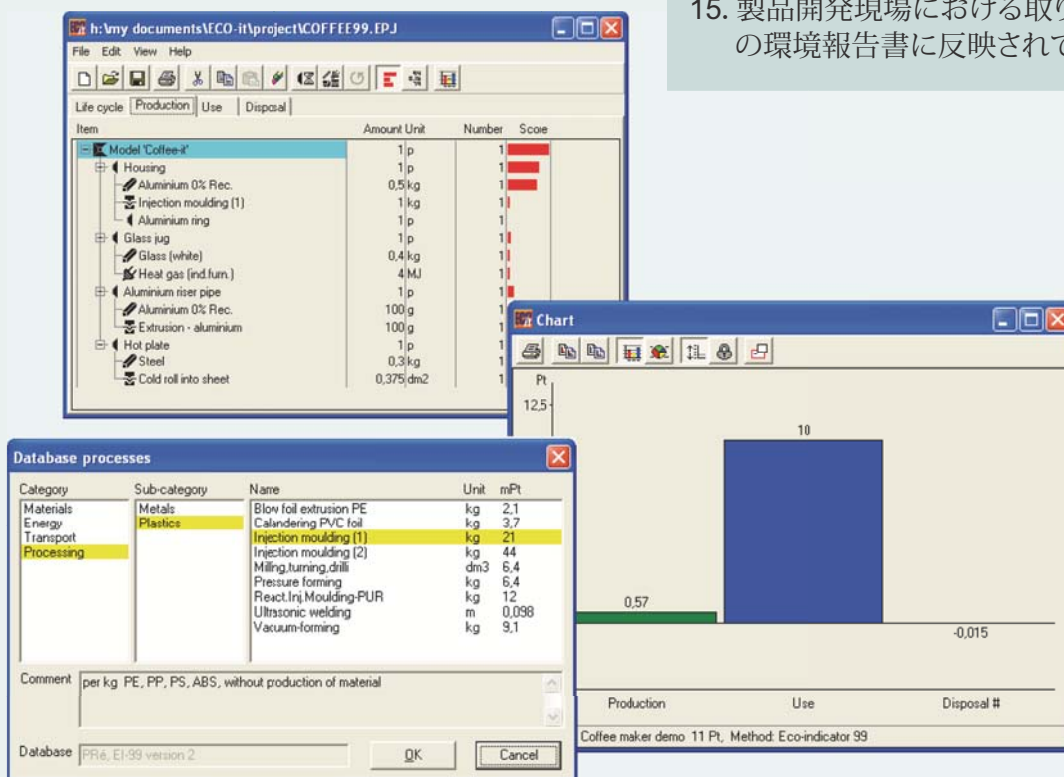 15. 製品開発現場における取り
の環境報告書に反映されて
h:\my documents\ECO-it\project\COFFEE99.EPJ
File Edit View Help
Life cycle Production Use Disposal
Item Amount Unit Number Score
Model 'Coffee-it' 1 p 1
Housing 1 p 1
Aluminium 0% Rec. 0,5 kg 1
Injection moulding (1) 1 kg 1
Aluminium ring 1 p 1
Glass jug 1 p 1
Glass (white) 0,4 kg 1
Heat gas (ind.furn.) 4 MJ 1
Aluminium riser pipe 1 p 1
Aluminium 0% Rec. 100 g 1
Extrusion - aluminium 100 g 1
Hot plate 1 p 1
Steel 0,3 kg 1
Cold roll into sheet 0,375 dm2 1
Chart
Pt
12,5
10
0,57
-0,015
Production Use Disposal #
Coffee maker demo 11 Pt, Method: Eco-indicator 99
Database processes
Category Sub-category Name Unit mPt
Materials Metals Blow foil extrusion PE kg 2,1
Energy Plastics Calandering PVC foil kg 3,7
Transport Injection moulding (1) kg 21
Processing Injection moulding (2) kg 44
Milling,turning,drilli dm3 6,4
Pressure forming kg 6,4
React.Inj.Moulding-PUR kg 12
Ultrasonic welding m 0,098
Vacuum-forming kg 9,1
Comment per kg PE, PP, PS, ABS, without production of material
Database PRé, EI-99 version 2 OK Cancel